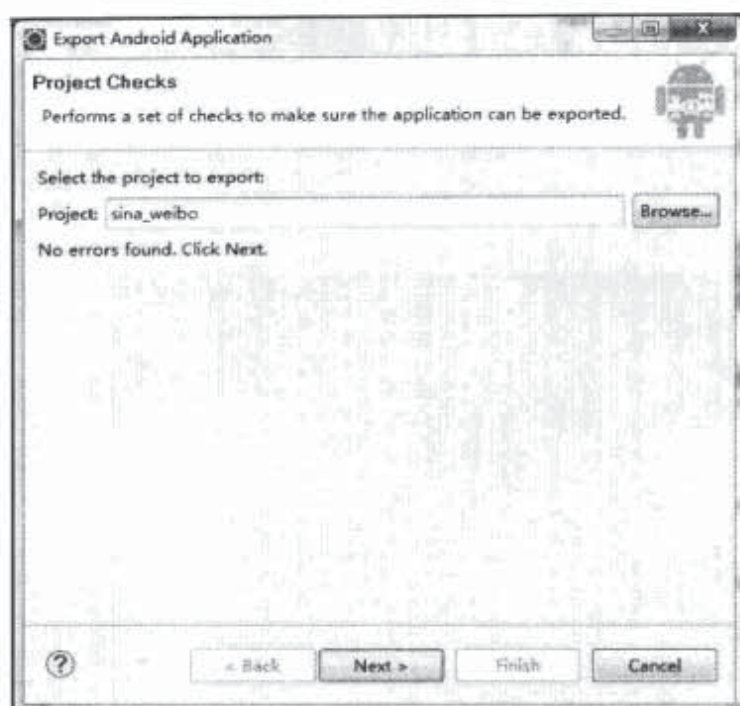 Export Android Application
Project Checks
Performs a set of checks to make sure the application can be exported.
Select the project to export:
Project: sina_weibo Browse...
No errors found. Click Next.
? < Back Next > Finish Cancel